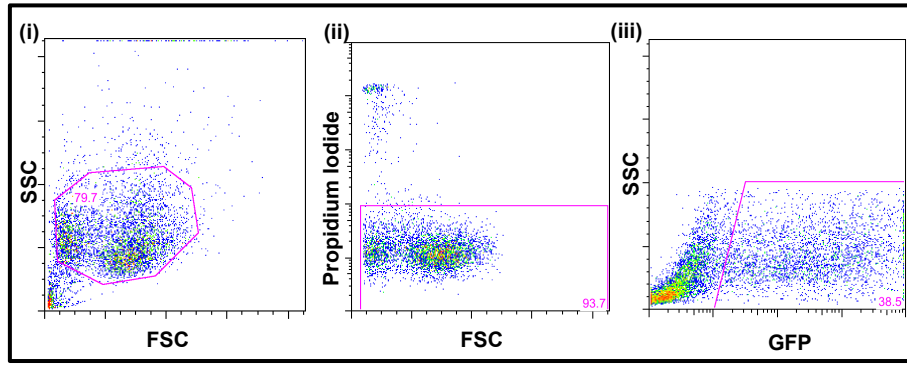 (i)
SSC
79.7
FSC
(ii)
Propidium Iodide
93.7
FSC
(iii)
SSC
38.5
GFP